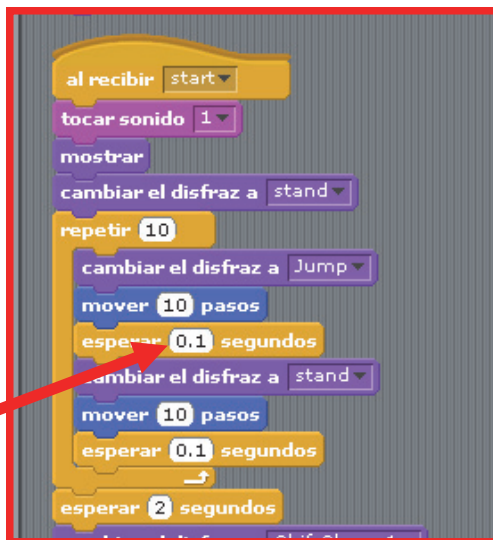 al recibir start
tocar sonido 1
mostrar
cambiar el disfraz a stand
repetir 10
cambiar el disfraz a Jump
mover 10 pasos
esperar 0.1 segundos
cambiar el disfraz a stand
mover 10 pasos
esperar 0.1 segundos
esperar 2 segundos